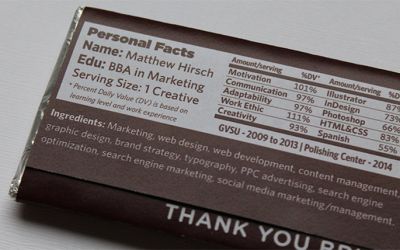 Personal Facts
Name: Matthew Hirsch
Edu: BBA in Marketing
Serving Size: 1 Creative
* Percent Daily Value (DV) is based on
learning level and work experience
Amount/serving %DV*
Motivation 101%
Communication 97%
Adaptability 97%
Work Ethic 111%
Creativity 93%
Amount/serving %DV
Illustrator 87%
InDesign 73%
Photoshop 66%
HTML&CSS 83%
Spanish 55%
GVSU - 2009 to 2013 | Polishing Center - 2014
Ingredients: Marketing, web design, web development, content management,
graphic design, brand strategy, typography, PPC advertising, search engine
optimization, search engine marketing, social media marketing/management.
THANK YOU